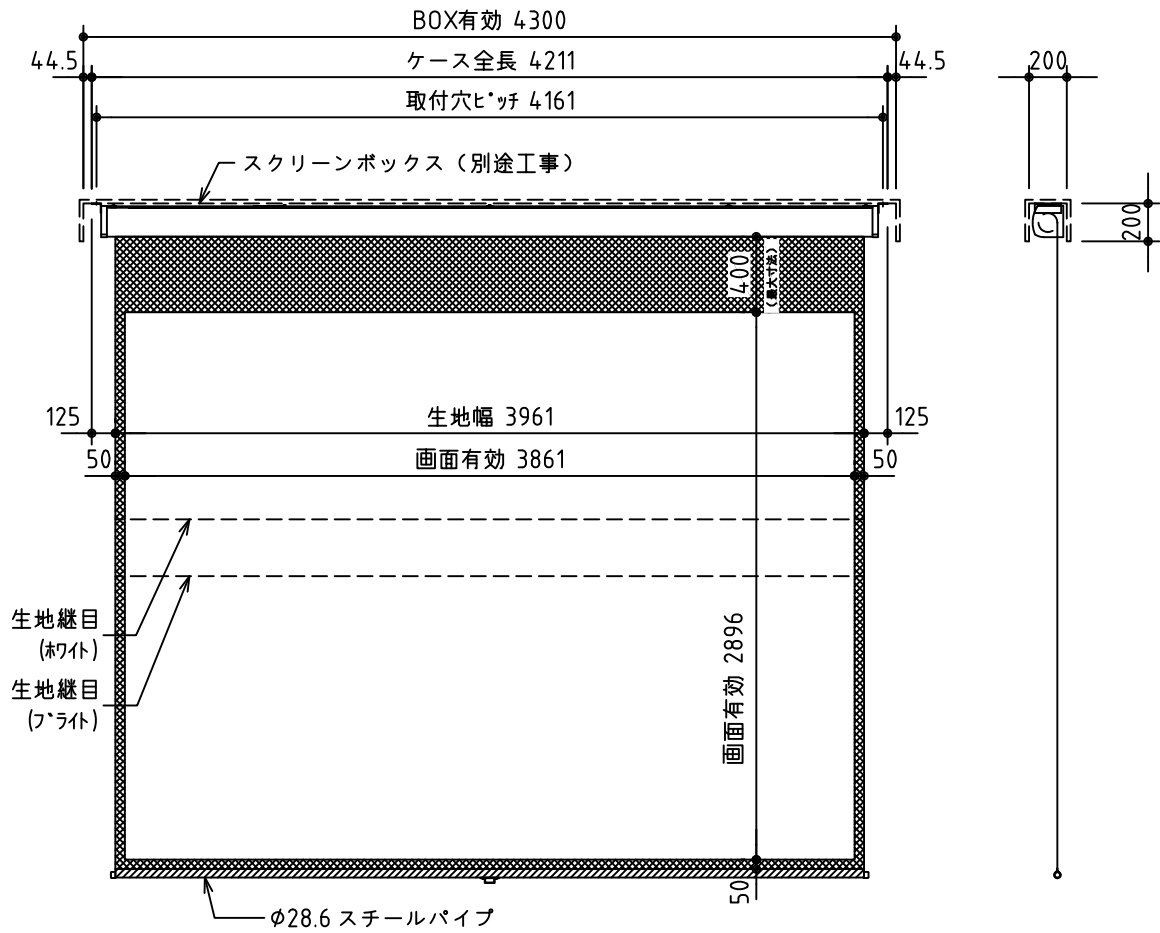 BOX有効 4300
44.5
ケース全長 4211
44.5
200
取付穴ﾋﾟｯﾁ 4161
スクリーンボックス（別途工事）
200
400
(最大寸法)
125
生地幅 3961
125
50
画面有効 3861
50
生地継目
(ﾎﾜｲﾄ)
生地継目
(ﾌﾞﾗｲﾄ)
画面有効 2896
50
φ28.6 スチールパイプ